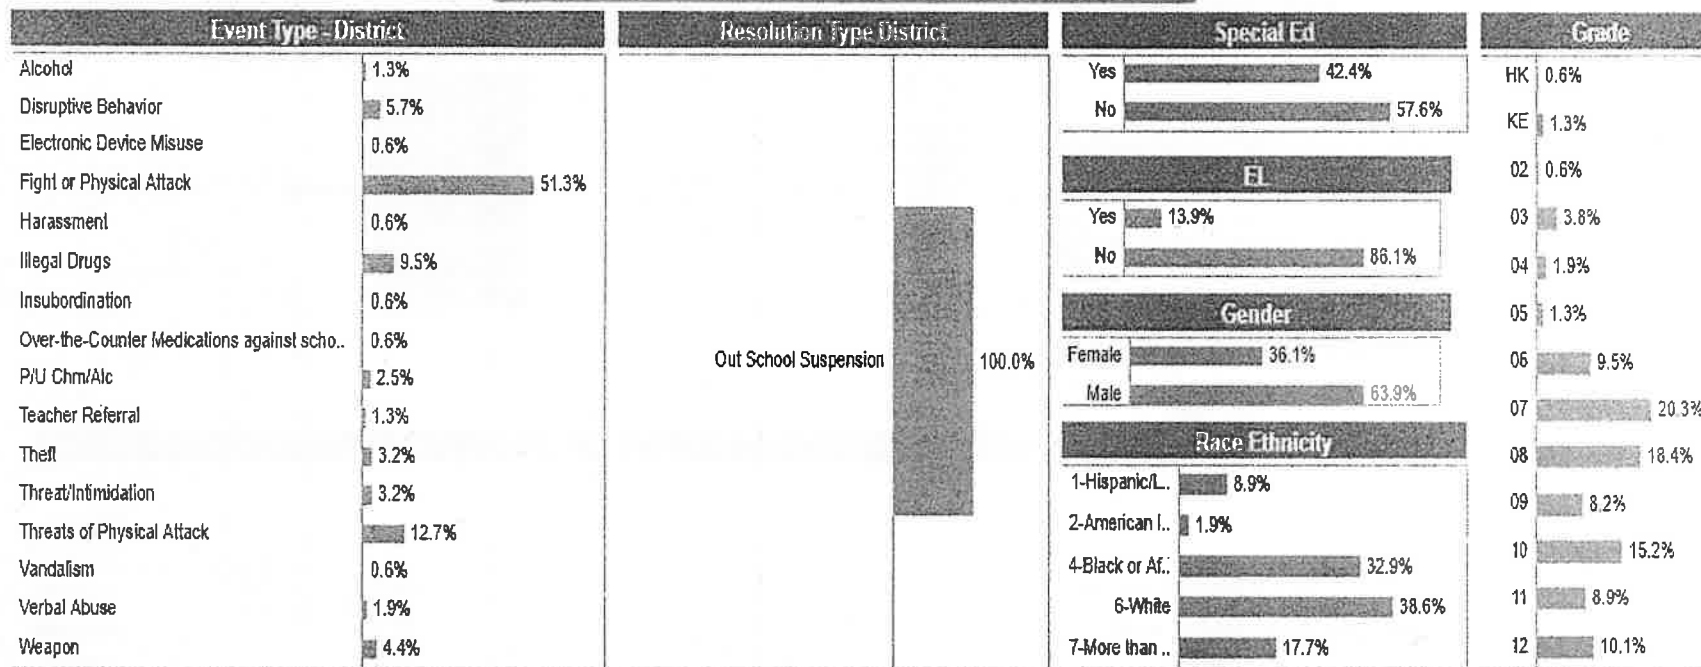 Event Type - District
Alcohol 1.3%
Disruptive Behavior 5.7%
Electronic Device Misuse 0.6%
Fight or Physical Attack 51.3%
Harassment 0.6%
Illegal Drugs 9.5%
Insubordination 0.6%
Over-the-Counter Medications against scho.. 0.6%
P/U Chm/Alc 2.5%
Teacher Referral 1.3%
Theft 3.2%
Threat/Intimidation 3.2%
Threats of Physical Attack 12.7%
Vandalism 0.6%
Verbal Abuse 1.9%
Weapon 4.4%
Resolution Type District
Out School Suspension 100.0%
Special Ed
Yes 42.4%
No 57.6%
EL
Yes 13.9%
No 86.1%
Gender
Female 36.1%
Male 63.9%
Race Ethnicity
1-Hispanic/L.. 8.9%
2-American I.. 1.9%
4-Black or Af.. 32.9%
6-White 38.6%
7-More than .. 17.7%
Grade
HK 0.6%
KE 1.3%
02 0.6%
03 3.8%
04 1.9%
05 1.3%
06 9.5%
07 20.3%
08 18.4%
09 8.2%
10 15.2%
11 8.9%
12 10.1%